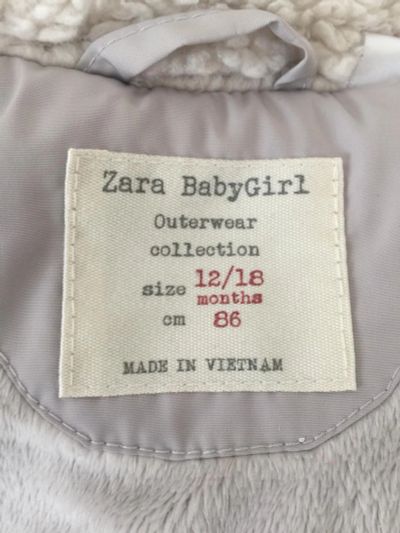 Zara BabyGirl
Outerwear
collection
size 12/18
months
cm 86
MADE IN VIETNAM